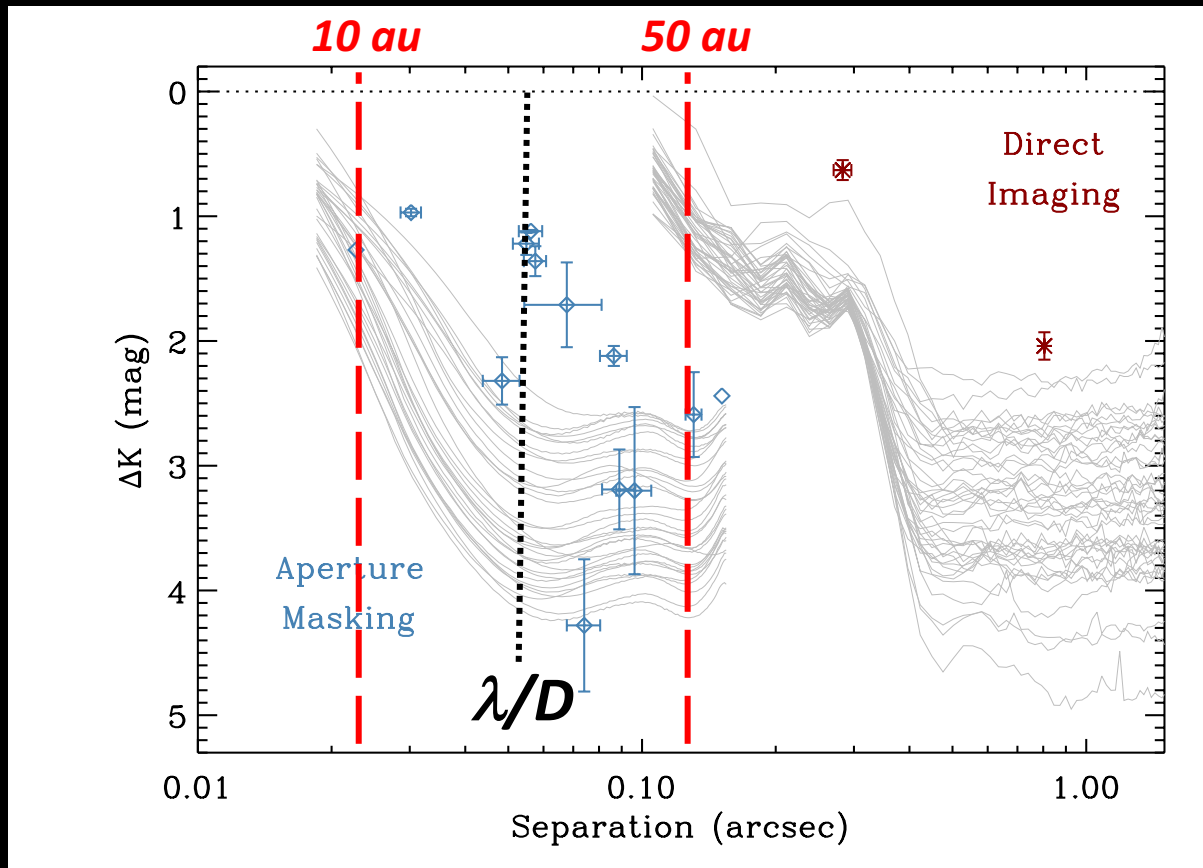 10 au 50 au
0
1
2
3
4
5
ΔK (mag)
Direct
Imaging
Aperture
Masking
λ/D
0.01 0.10 1.00
Separation (arcsec)